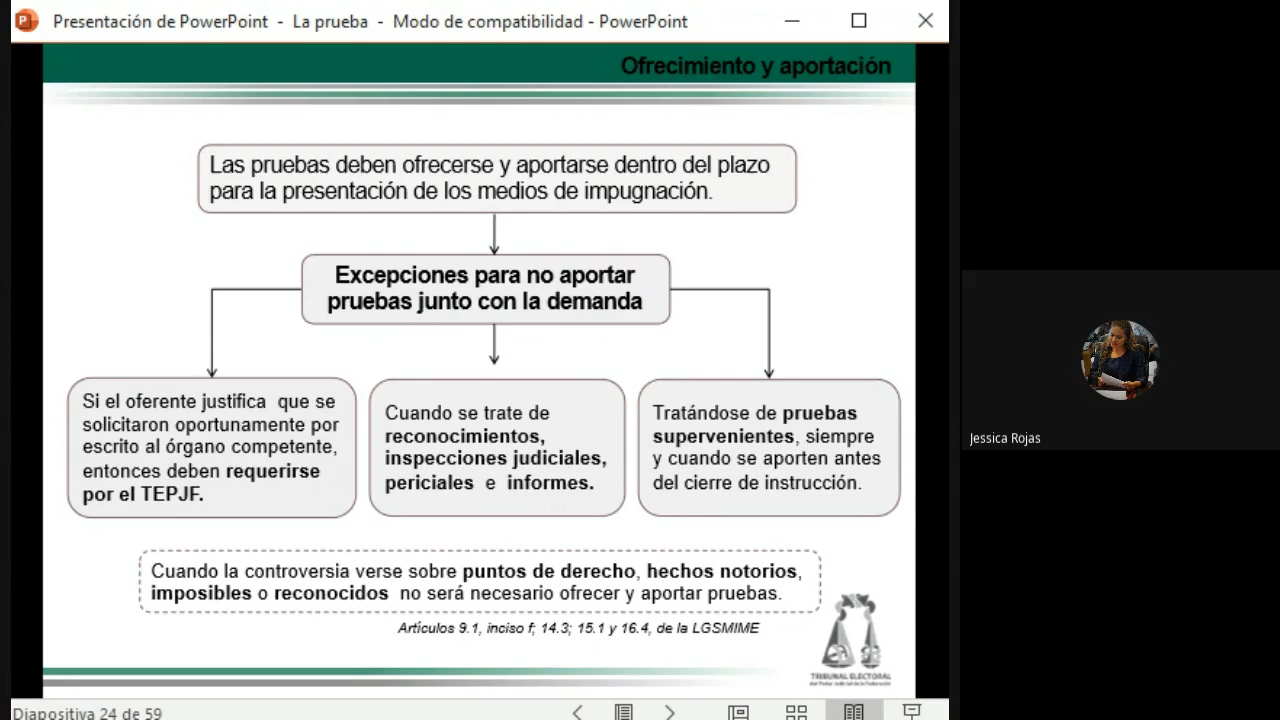 Presentación de PowerPoint - La prueba - Modo de compatibilidad - PowerPoint
Ofrecimiento y aportación
Las pruebas deben ofrecerse y aportarse dentro del plazo
para la presentación de los medios de impugnación.
Excepciones para no aportar
pruebas junto con la demanda
Si el oferente justifica que se
solicitaron oportunamente por
escrito al órgano competente,
entonces deben requerirse
por el TEPJF.
Cuando se trate de
reconocimientos,
inspecciones judiciales,
periciales e informes.
Tratándose de pruebas
supervenientes, siempre
y cuando se aporten antes
del cierre de instrucción.
Cuando la controversia verse sobre puntos de derecho, hechos notorios,
imposibles o reconocidos no será necesario ofrecer y aportar pruebas.
Artículos 9.1, inciso f; 14.3; 15.1 y 16.4, de la LGSMIME
TRIBUNAL ELECTORAL
del Poder Judicial de la Federación
Diapositiva 24 de 59
Jessica Rojas